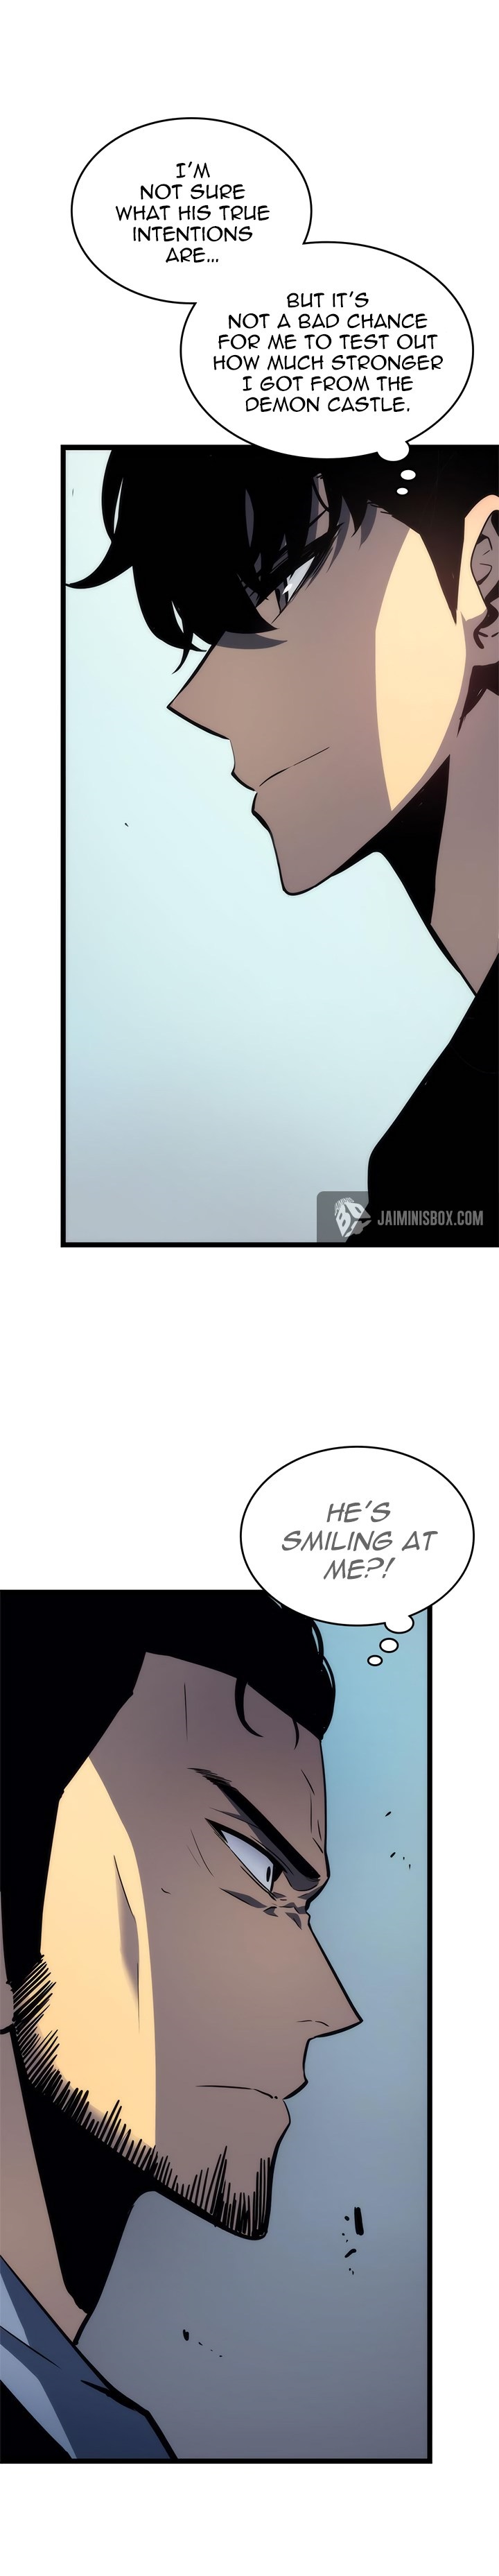 I'M
NOT SURE
WHAT HIS TRUE
INTENTIONS
ARE...
BUT IT'S
NOT A BAD CHANCE
FOR ME TO TEST OUT
HOW MUCH STRONGER
I GOT FROM THE
DEMON CASTLE.
JAIMINISBOX.COM
HE'S
SMILING AT
ME?!